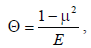 Θ = (1 − μ²) / E ,